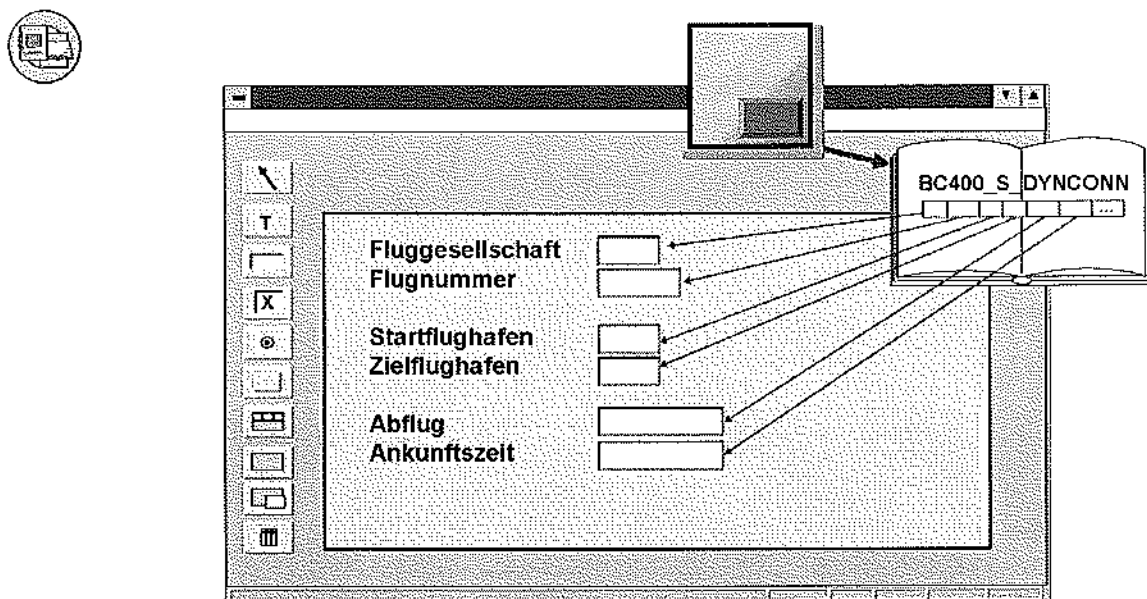 BC400_S_DYNCONN
...
T
X
Fluggesellschaft
Flugnummer
Startflughafen
Zielflughafen
Abflug
Ankunftszeit